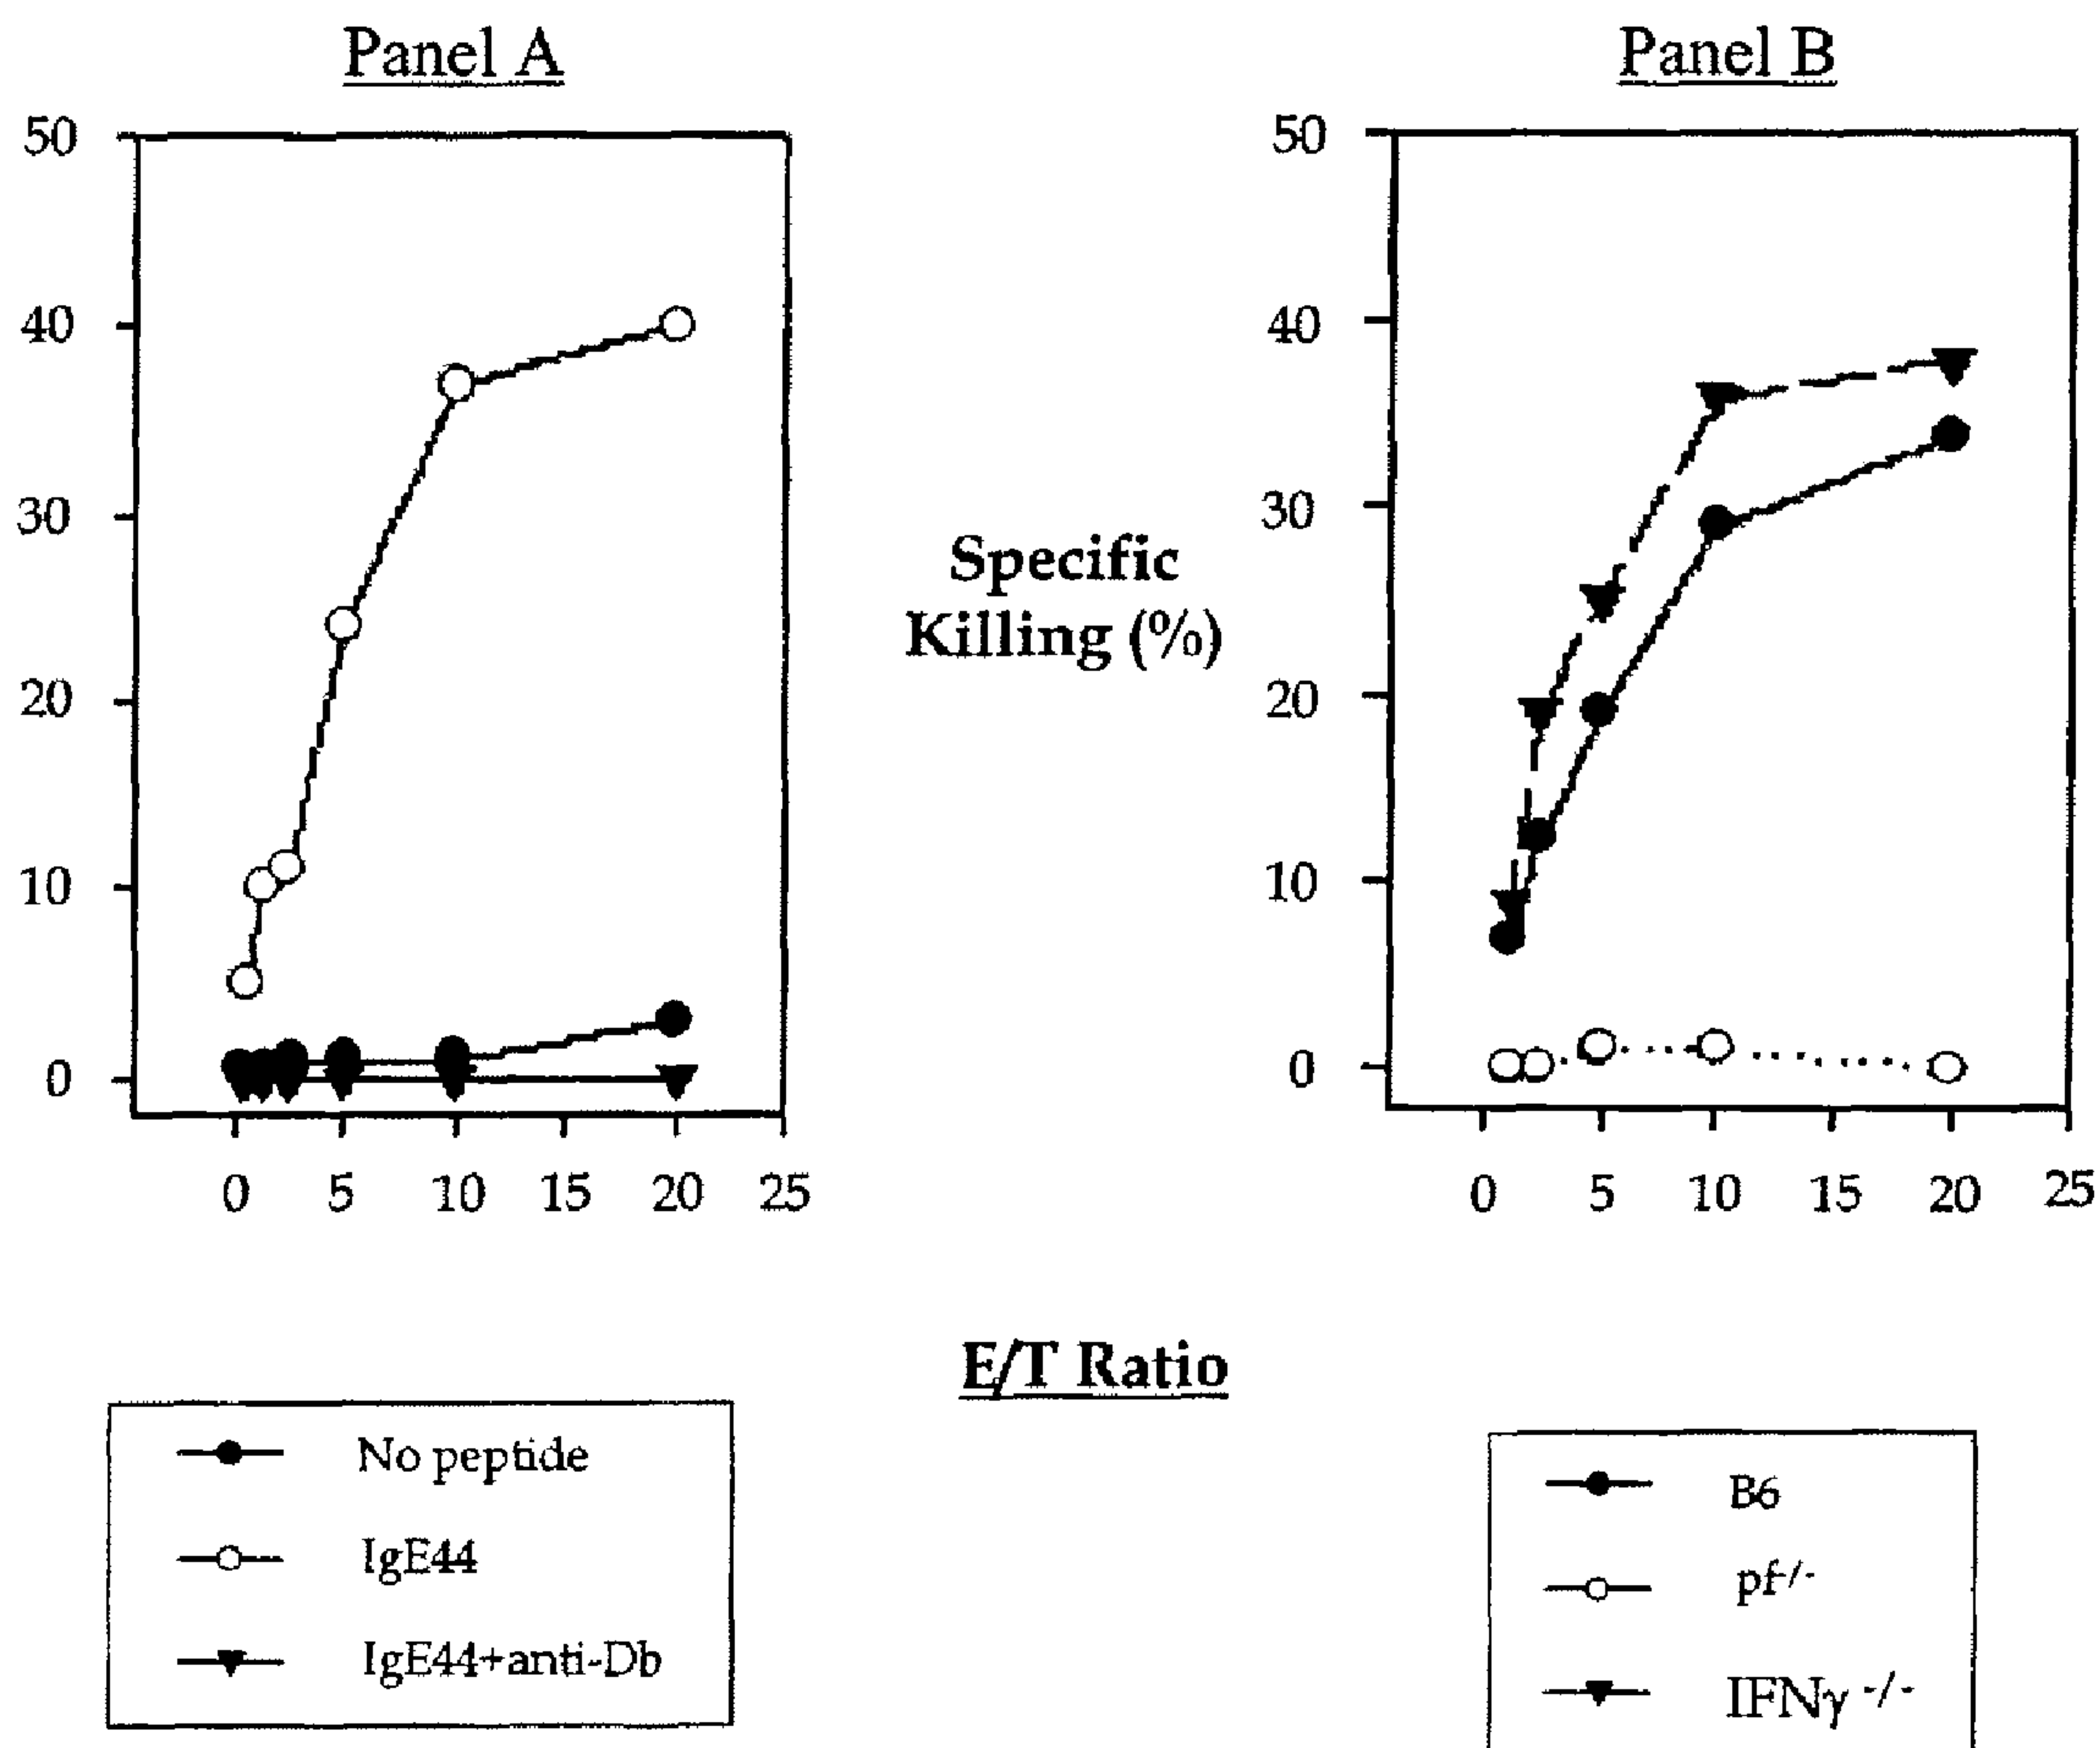 Panel A
Panel B
50
40
30
20
10
0
0 5 10 15 20 25
Specific
Killing (%)
50
40
30
20
10
0
0 5 10 15 20 25
E/T Ratio
No peptide
IgE44
IgE44+anti-Db
B6
pf-/-
IFNγ -/-